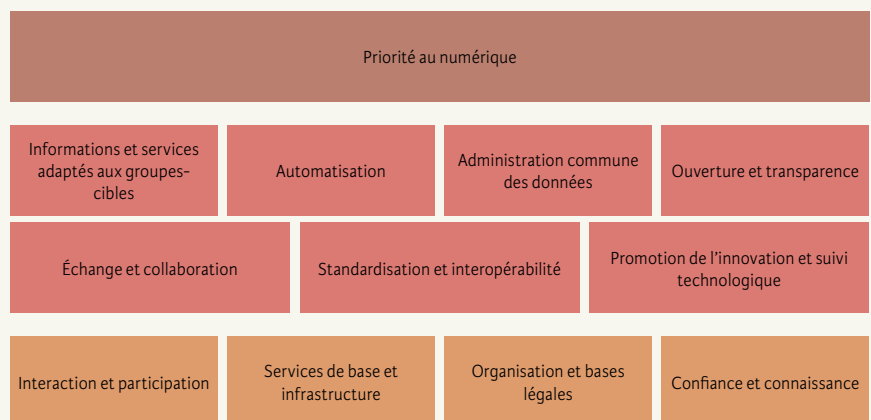 Priorité au numérique
Informations et services
adaptés aux groupes-
cibles
Automatisation
Administration commune
des données
Ouverture et transparence
Échange et collaboration
Standardisation et interopérabilité
Promotion de l'innovation et suivi
technologique
Interaction et participation
Services de base et
infrastructure
Organisation et bases
légales
Confiance et connaissance